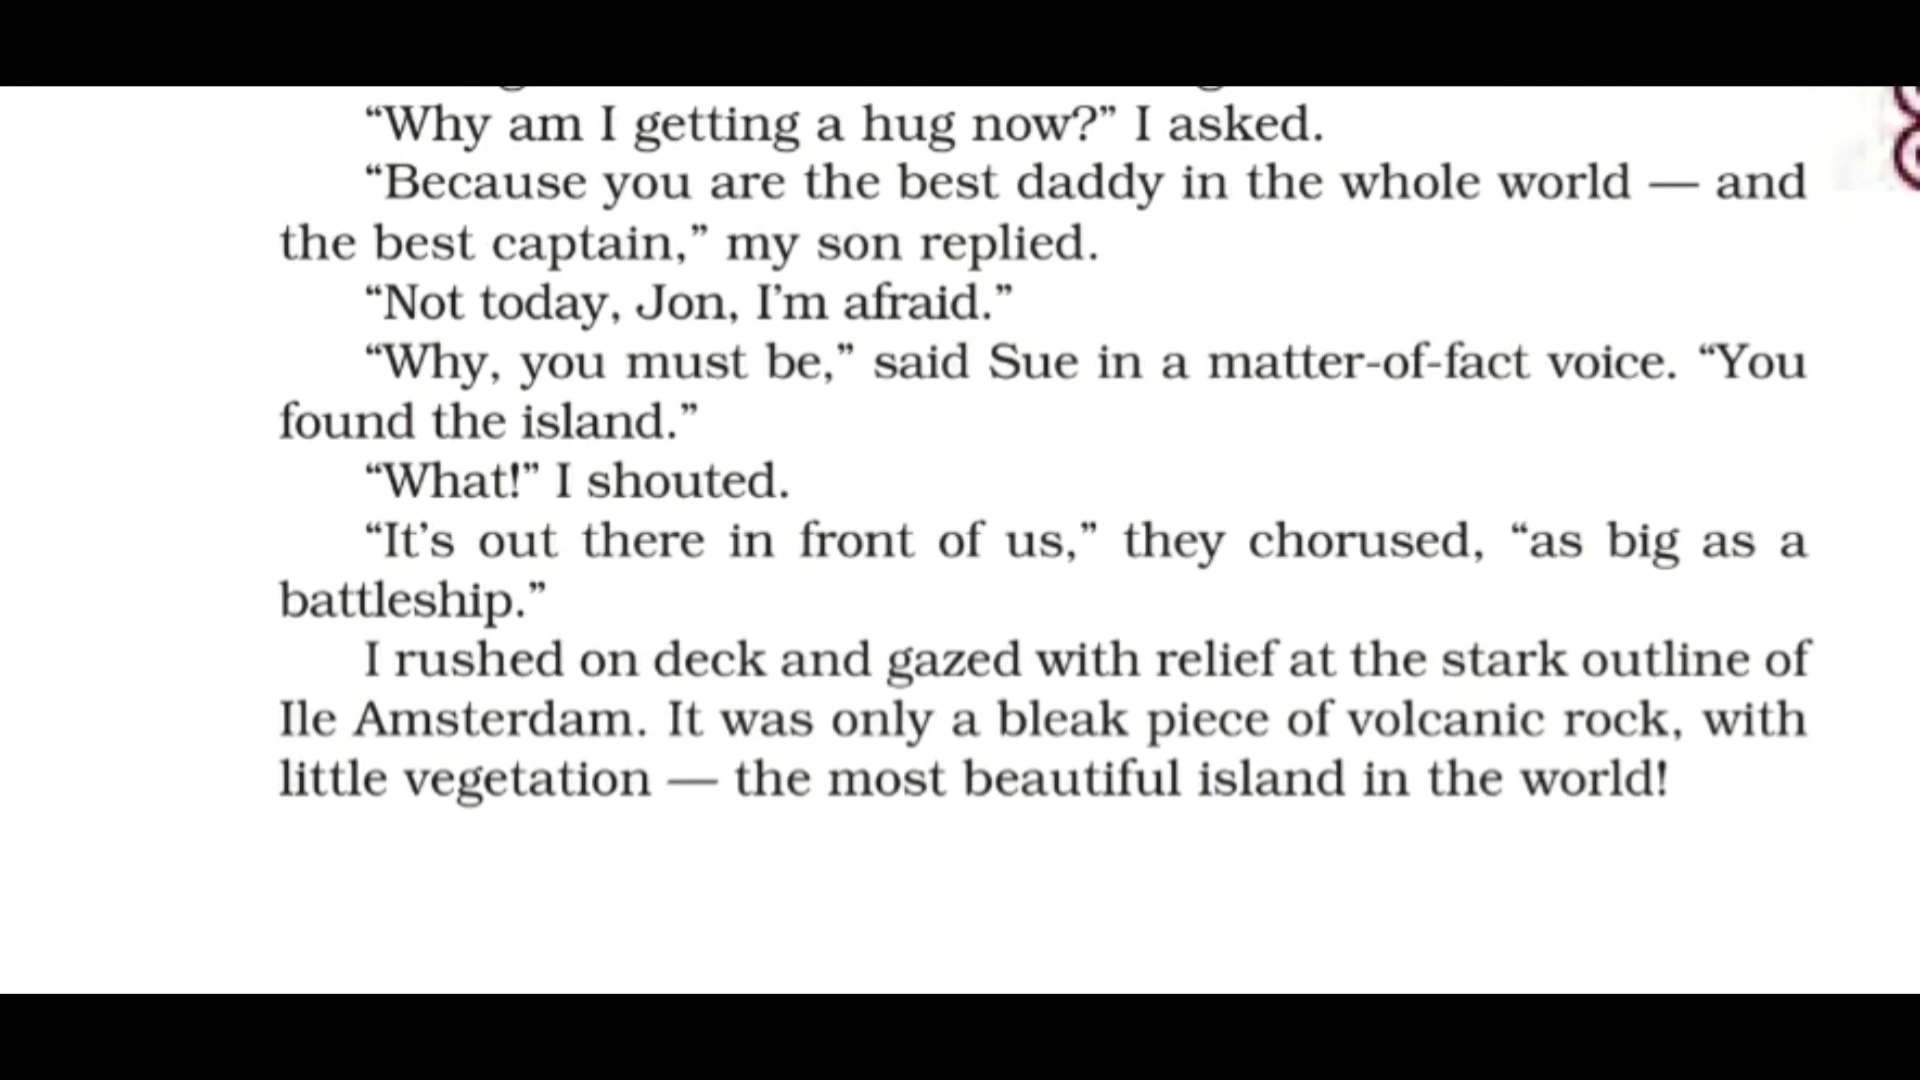 “Why am I getting a hug now?” I asked.
“Because you are the best daddy in the whole world — and
the best captain,” my son replied.
“Not today, Jon, I’m afraid.”
“Why, you must be,” said Sue in a matter-of-fact voice. “You
found the island.”
“What!” I shouted.
“It’s out there in front of us,” they chorused, “as big as a
battleship.”
I rushed on deck and gazed with relief at the stark outline of
Ile Amsterdam. It was only a bleak piece of volcanic rock, with
little vegetation — the most beautiful island in the world!